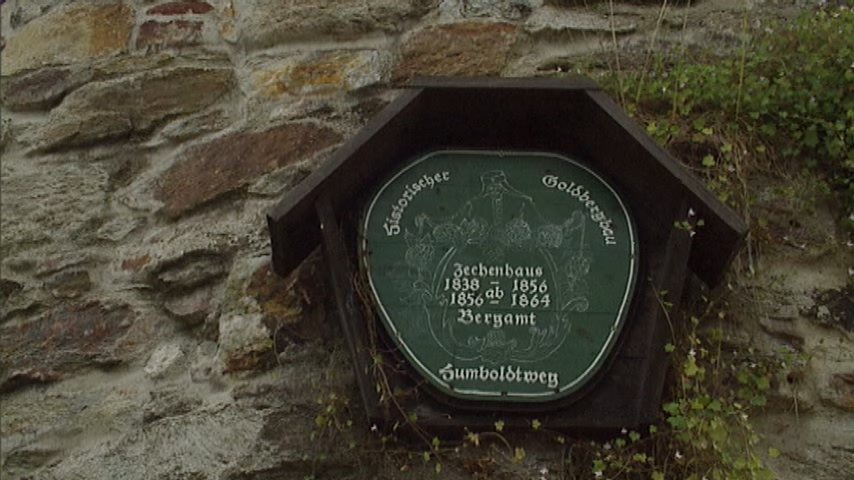 Historischer Goldbergbau
Zechenhaus
1838 - 1856
1856 ab 1864
Bergamt
Humboldtweg